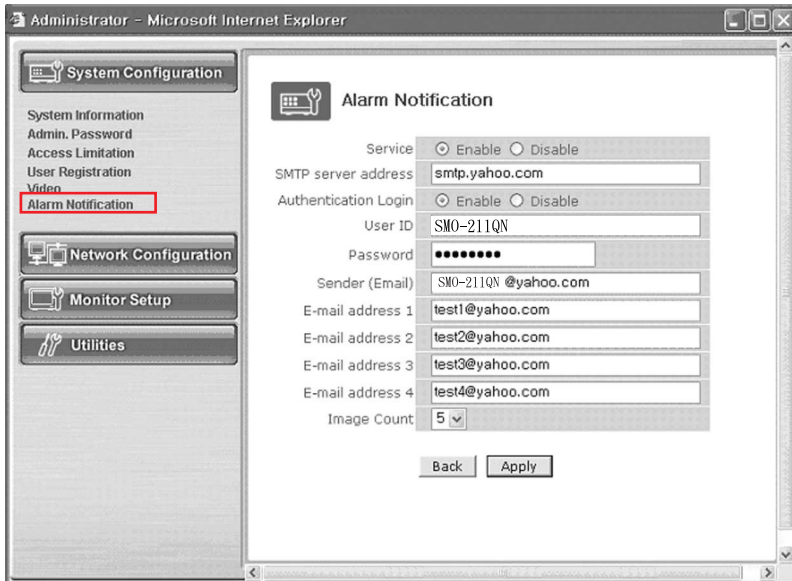 Administrator - Microsoft Internet Explorer
System Configuration
System Information
Admin. Password
Access Limitation
User Registration
Video
Alarm Notification
Network Configuration
Monitor Setup
Utilities
Alarm Notification
Service Enable Disable
SMTP server address smtp.yahoo.com
Authentication Login Enable Disable
User ID SMO-211QN
Password ●●●●●●●●
Sender (Email) SMO-211QN @yahoo.com
E-mail address 1 test1@yahoo.com
E-mail address 2 test2@yahoo.com
E-mail address 3 test3@yahoo.com
E-mail address 4 test4@yahoo.com
Image Count 5
Back Apply